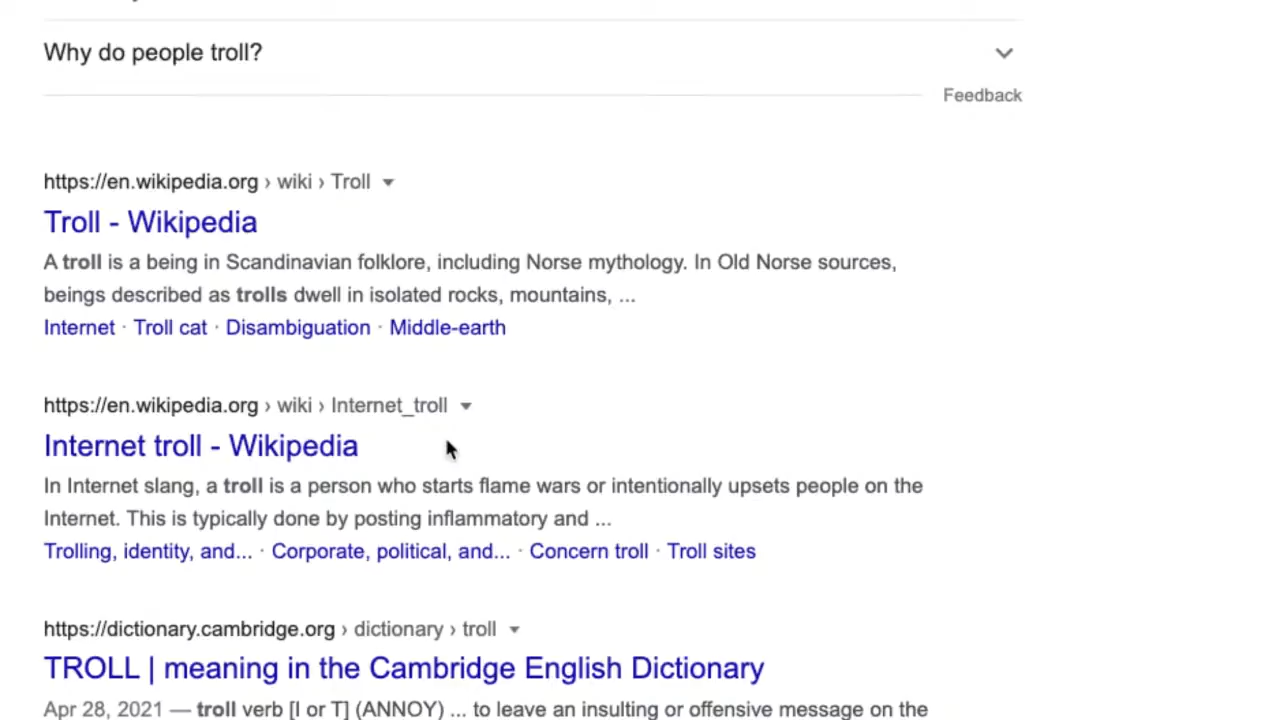 Why do people troll?
Feedback
https://en.wikipedia.org › wiki › Troll
Troll - Wikipedia
A troll is a being in Scandinavian folklore, including Norse mythology. In Old Norse sources,
beings described as trolls dwell in isolated rocks, mountains, ...
Internet · Troll cat · Disambiguation · Middle-earth
https://en.wikipedia.org › wiki › Internet_troll
Internet troll - Wikipedia
In Internet slang, a troll is a person who starts flame wars or intentionally upsets people on the
Internet. This is typically done by posting inflammatory and ...
Trolling, identity, and... · Corporate, political, and... · Concern troll · Troll sites
https://dictionary.cambridge.org › dictionary › troll
TROLL | meaning in the Cambridge English Dictionary
Apr 28, 2021 — troll verb [I or T] (ANNOY) ... to leave an insulting or offensive message on the